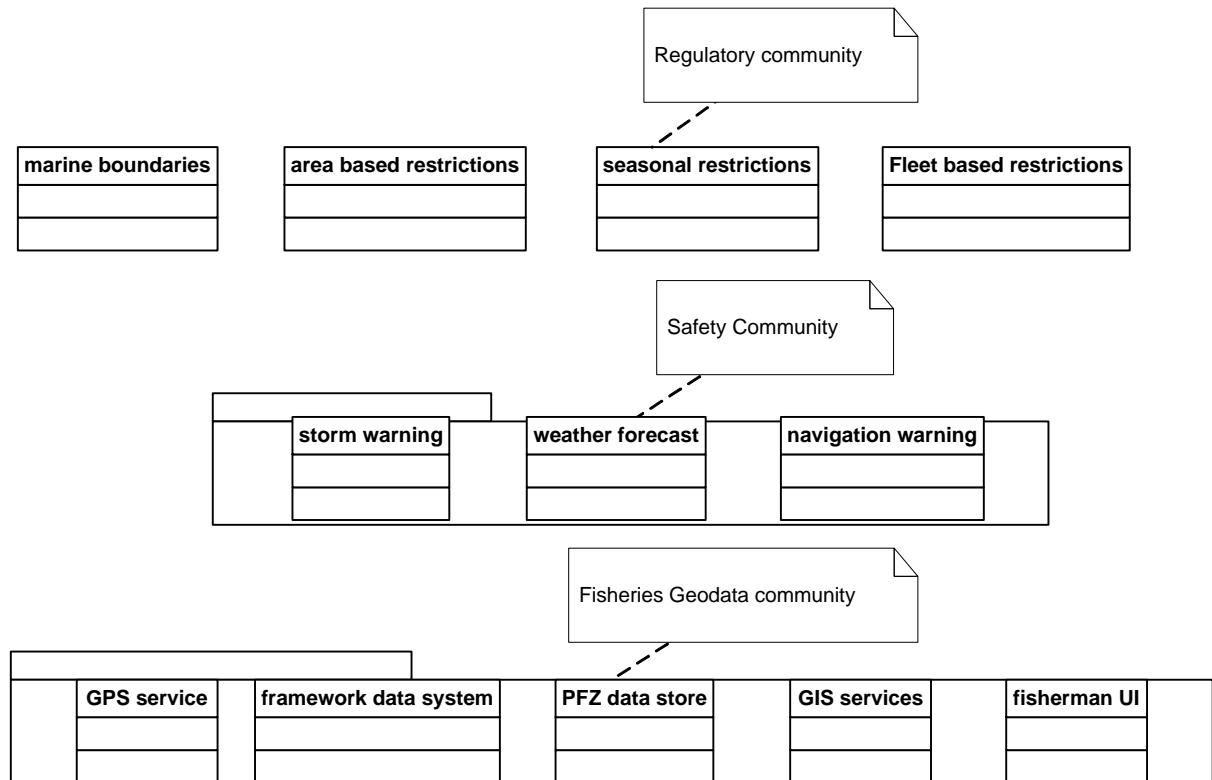 Regulatory community
marine boundaries
area based restrictions
seasonal restrictions
Fleet based restrictions
Safety Community
storm warning
weather forecast
navigation warning
Fisheries Geodata community
GPS service
framework data system
PFZ data store
GIS services
fisherman UI